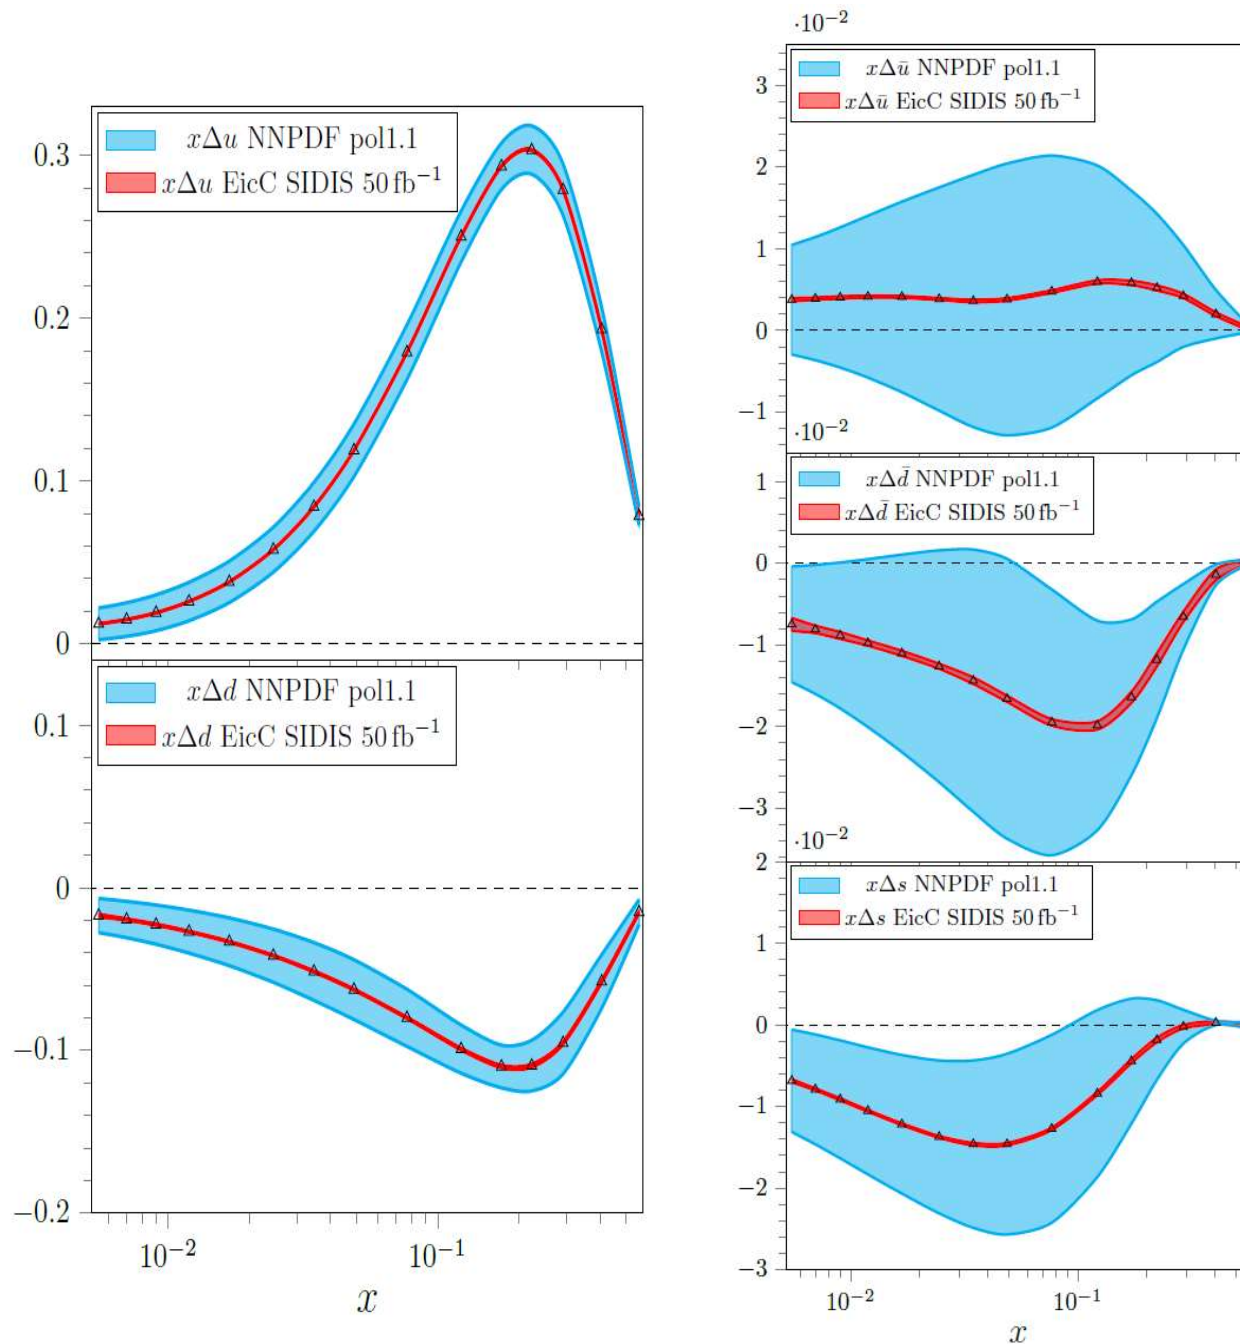 xΔu NNPDF pol1.1
xΔu EicC SIDIS 50 fb⁻¹
0.3
0.2
0.1
0
xΔd NNPDF pol1.1
xΔd EicC SIDIS 50 fb⁻¹
0.1
0
−0.1
−0.2
10⁻²
10⁻¹
x
·10⁻²
xΔū NNPDF pol1.1
xΔū EicC SIDIS 50 fb⁻¹
3
2
1
0
−1
·10⁻²
xΔd̄ NNPDF pol1.1
xΔd̄ EicC SIDIS 50 fb⁻¹
1
0
−1
−2
−3
·10⁻²
2
xΔs NNPDF pol1.1
xΔs EicC SIDIS 50 fb⁻¹
1
0
−1
−2
−3
10⁻²
10⁻¹
x